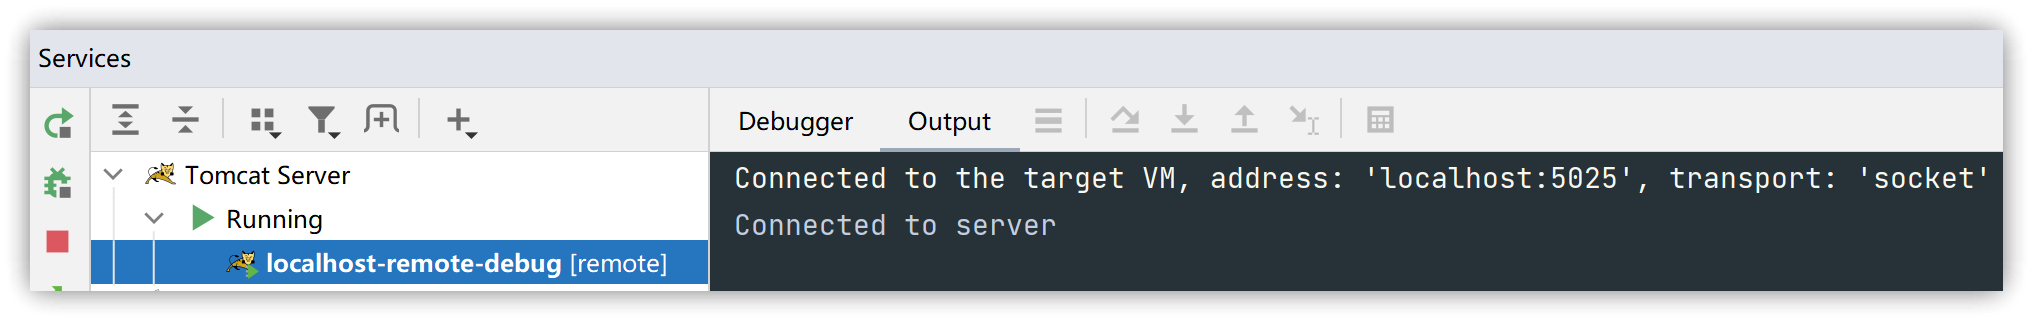 Services
Debugger Output
Tomcat Server
Running
localhost-remote-debug [remote]
Connected to the target VM, address: 'localhost:5025', transport: 'socket'
Connected to server